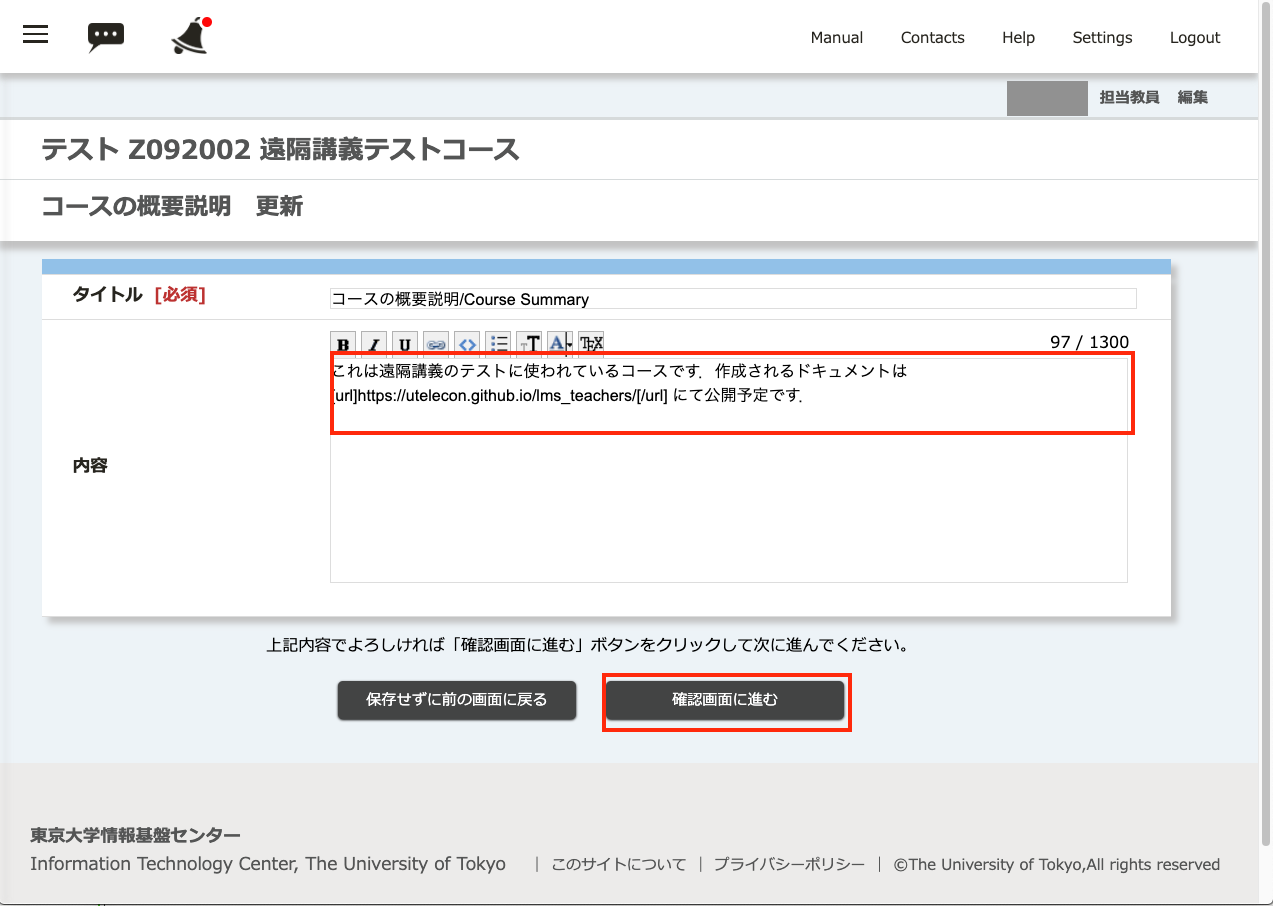 Manual Contacts Help Settings Logout
担当教員 編集
テスト Z092002 遠隔講義テストコース
コースの概要説明　更新
タイトル [必須]
コースの概要説明/Course Summary
B I U <> TT A TEX
97 / 1300
内容
これは遠隔講義のテストに使われているコースです．作成されるドキュメントは
[url]https://utelecon.github.io/lms_teachers/[/url] にて公開予定です．
上記内容でよろしければ「確認画面に進む」ボタンをクリックして次に進んでください。
保存せずに前の画面に戻る 確認画面に進む
東京大学情報基盤センター
Information Technology Center, The University of Tokyo | このサイトについて | プライバシーポリシー | ©The University of Tokyo,All rights reserved